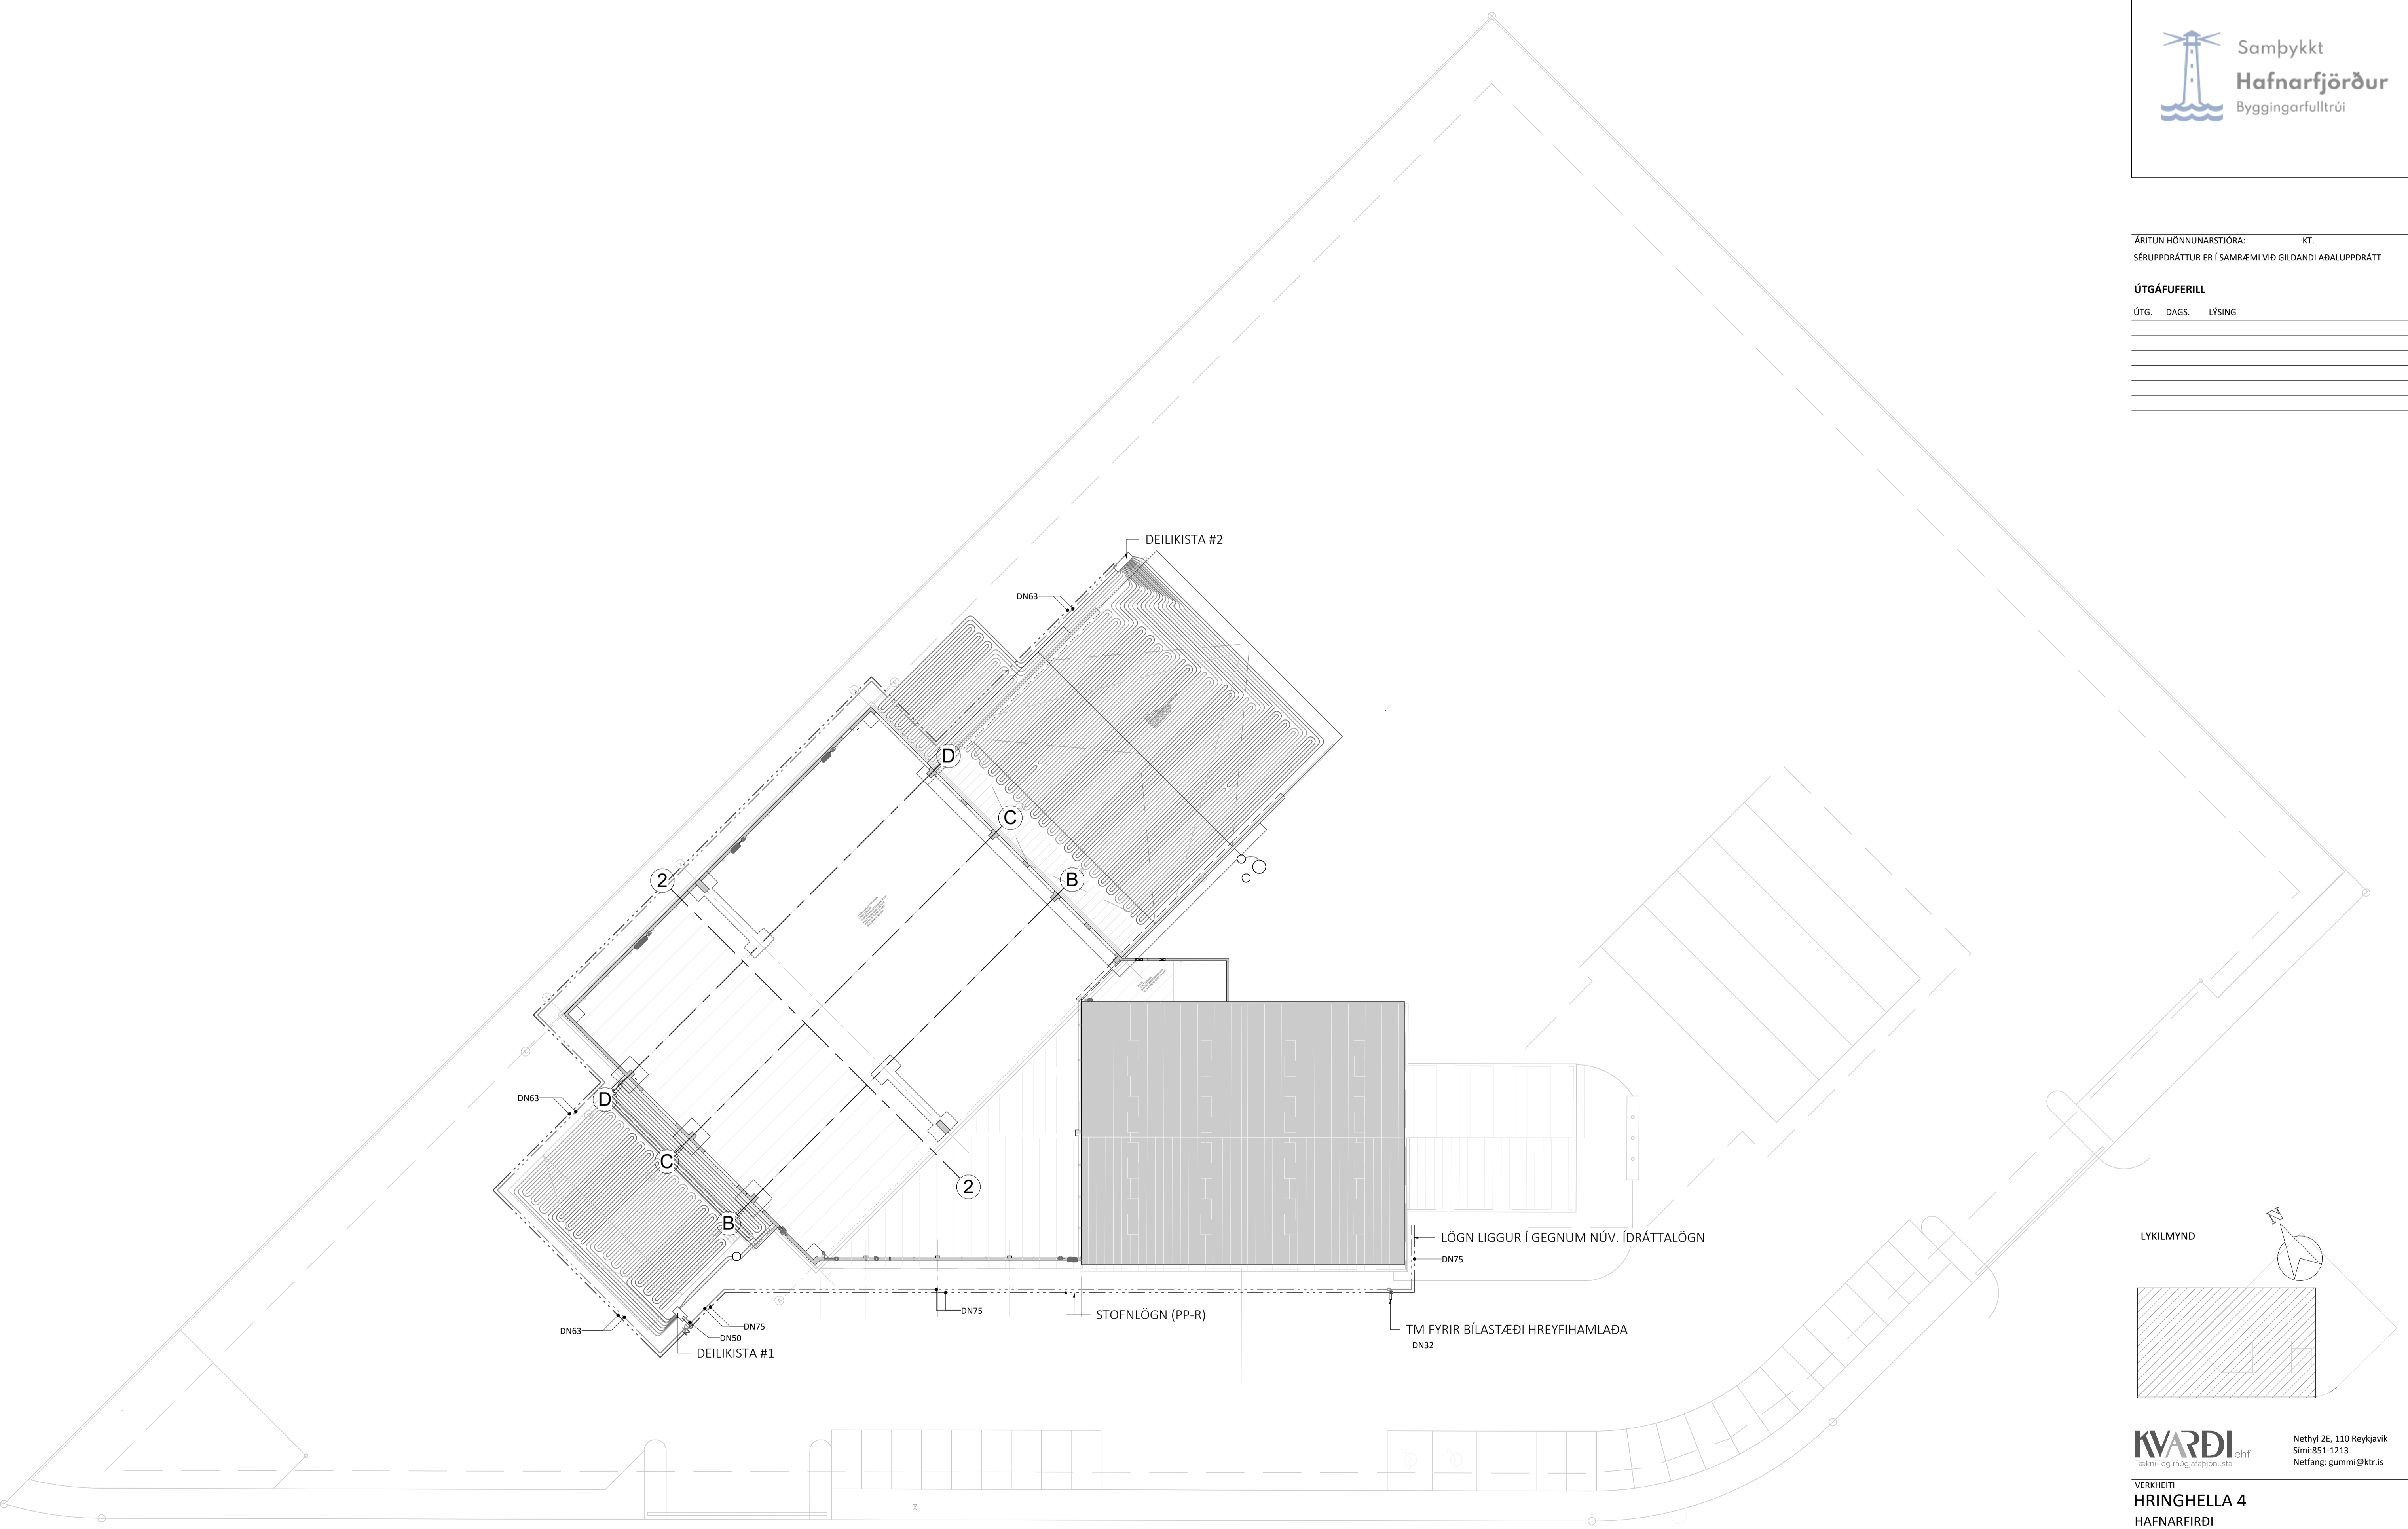 Samþykkt
Hafnarfjörður
Byggingarfulltrúi
ÁRITUN HÖNNUNARSTJÓRA: KT.
SÉRUPPDRÁTTUR ER Í SAMRÆMI VIÐ GILDANDI AÐALUPPDRÁTT
ÚTGÁFUFERILL
ÚTG. DAGS. LÝSING
DEILIKISTA #2
DN63
D
C
2
B
DN63
D
C
2
B
LÖGN LIGGUR Í GEGNUM NÚV. ÍDRÁTTALÖGN
DN75
DN75
STOFNLÖGN (PP-R)
DN75
DN63
DN50
TM FYRIR BÍLASTÆÐI HREYFIHAMLAÐA
DN32
DEILIKISTA #1
N
LYKILMYND
KVARÐI ehf
Tækni- og ráðgjafaþjónusta
Nethyl 2E, 110 Reykjavík
Sími:851-1213
Netfang: gummi@ktr.is
VERKHEITI
HRINGHELLA 4
HAFNARFIRÐI